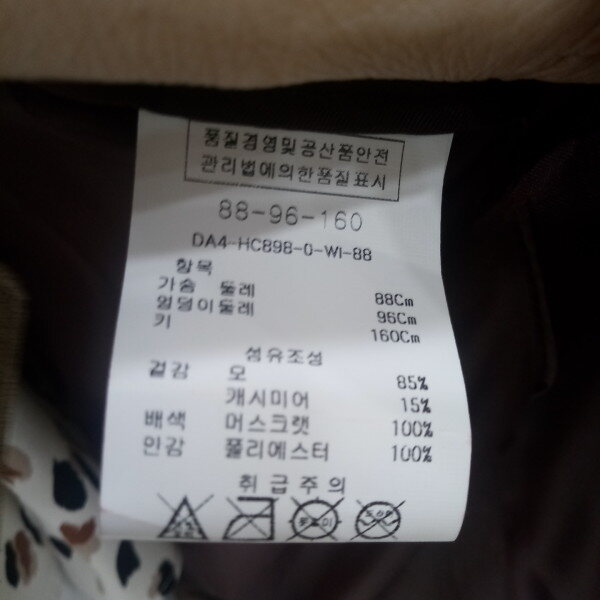 품질경영및공산품안전
관리법에의한품질표시
88-96-160
DA4-HC898-0-WI-88
항목
가슴 둘레 88Cm
엉덩이둘레 96Cm
키 160Cm
섬유조성
겉감 모 85%
캐시미어 15%
배색 머스크랫 100%
안감 폴리에스터 100%
취급주의